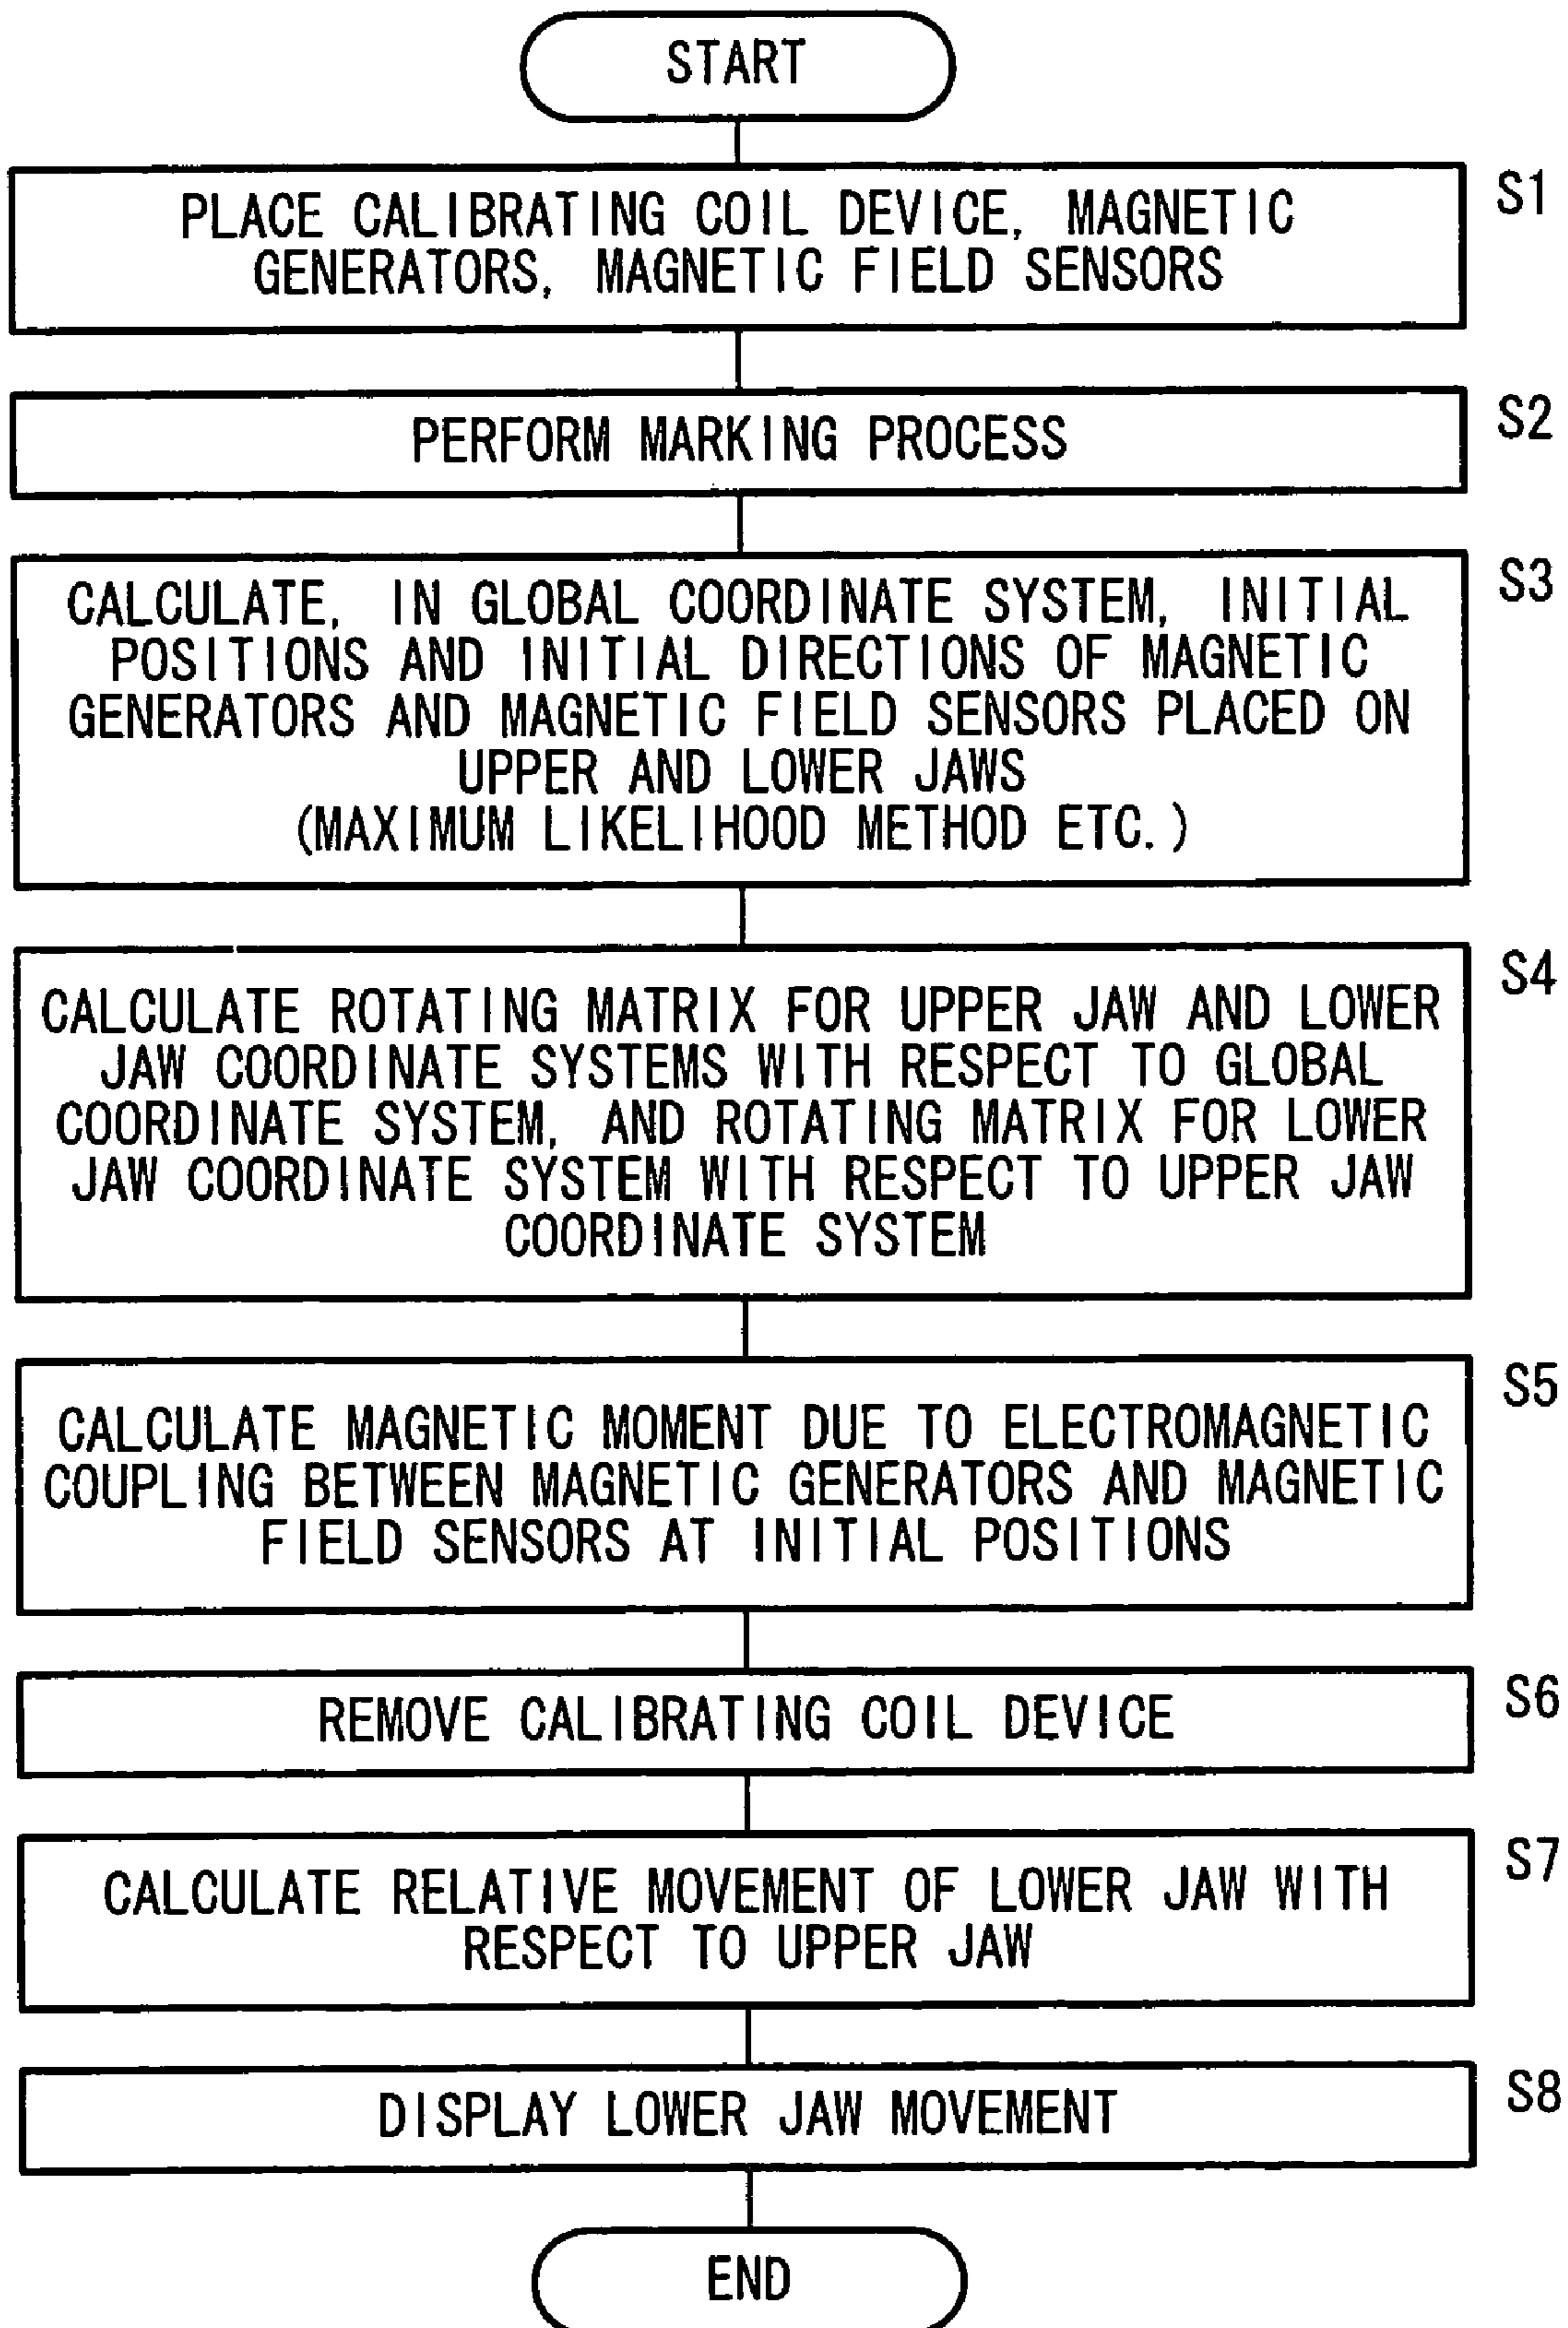 START
PLACE CALIBRATING COIL DEVICE, MAGNETIC
GENERATORS, MAGNETIC FIELD SENSORS
S1
PERFORM MARKING PROCESS
S2
CALCULATE, IN GLOBAL COORDINATE SYSTEM, INITIAL
POSITIONS AND INITIAL DIRECTIONS OF MAGNETIC
GENERATORS AND MAGNETIC FIELD SENSORS PLACED ON
UPPER AND LOWER JAWS
(MAXIMUM LIKELIHOOD METHOD ETC.)
S3
CALCULATE ROTATING MATRIX FOR UPPER JAW AND LOWER
JAW COORDINATE SYSTEMS WITH RESPECT TO GLOBAL
COORDINATE SYSTEM, AND ROTATING MATRIX FOR LOWER
JAW COORDINATE SYSTEM WITH RESPECT TO UPPER JAW
COORDINATE SYSTEM
S4
CALCULATE MAGNETIC MOMENT DUE TO ELECTROMAGNETIC
COUPLING BETWEEN MAGNETIC GENERATORS AND MAGNETIC
FIELD SENSORS AT INITIAL POSITIONS
S5
REMOVE CALIBRATING COIL DEVICE
S6
CALCULATE RELATIVE MOVEMENT OF LOWER JAW WITH
RESPECT TO UPPER JAW
S7
DISPLAY LOWER JAW MOVEMENT
S8
END